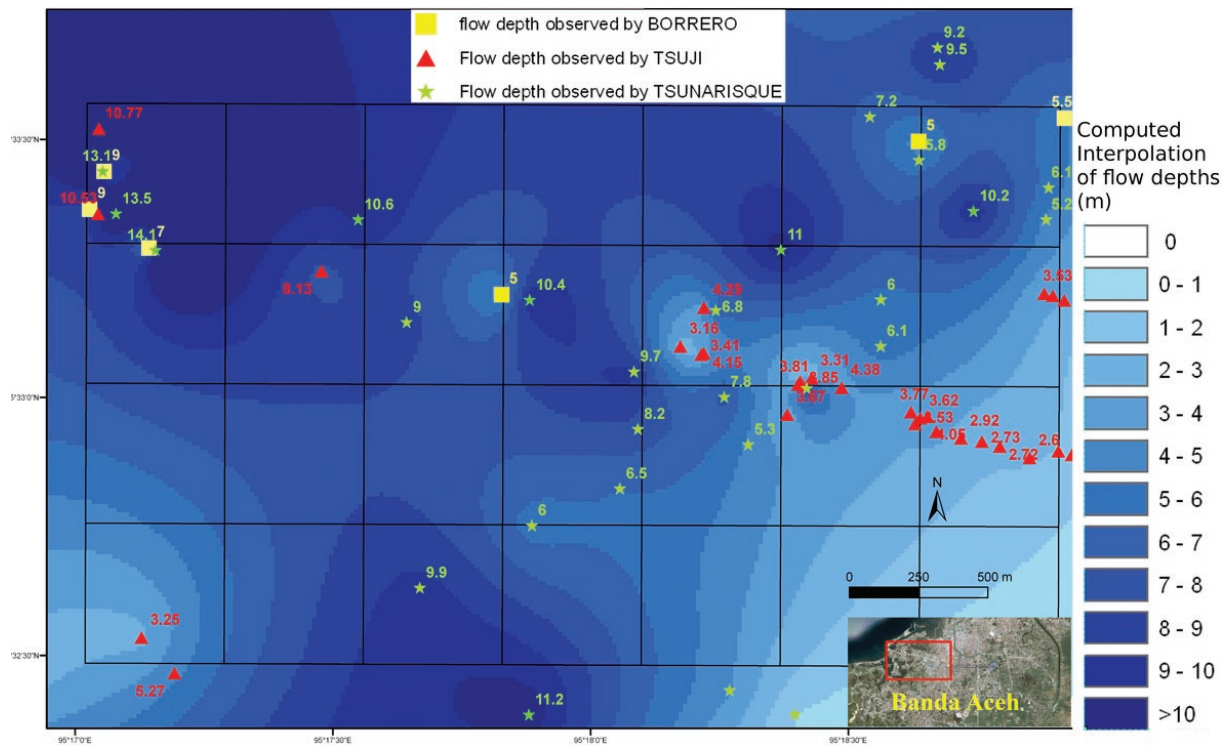 flow depth observed by BORRERO
Flow depth observed by TSUJI
Flow depth observed by TSUNARISQUE
9.2
9.5
10.77
7.2
5.5
5
'33'30"N
5.8
13.1 9
6.1
10.53 9
13.5
10.6
10.2
5.2
14.1 7
11
8.13
5
10.4
4.29
6
3.53
6.8
9
3.16
6.1
3.41
4.15
9.7
3.81
3.31
8.85
4.38
7.8
3.67
5°33'0"N
3.77
3.62
8.2
5.3
.53
4.05
2.92
2.73
2.6
2.72
6.5
N
6
9.9
0 250 500 m
3.25
'32'30"N
5.27
11.2
Banda Aceh
95°17'0"E
95°17'30"E
95°18'0"E
95°18'30"E
Computed
Interpolation
of flow depths
(m)
0
0 - 1
1 - 2
2 - 3
3 - 4
4 - 5
5 - 6
6 - 7
7 - 8
8 - 9
9 - 10
>10